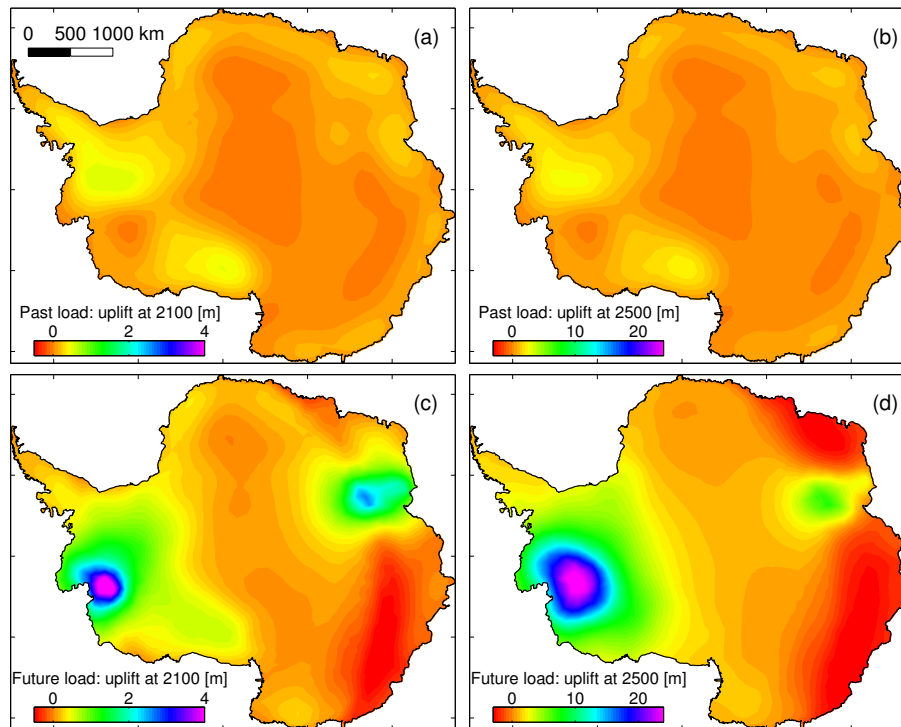 0 500 1000 km
(a)
Past load: uplift at 2100 [m]
0 2 4
(b)
Past load: uplift at 2500 [m]
0 10 20
(c)
Future load: uplift at 2100 [m]
0 2 4
(d)
Future load: uplift at 2500 [m]
0 10 20